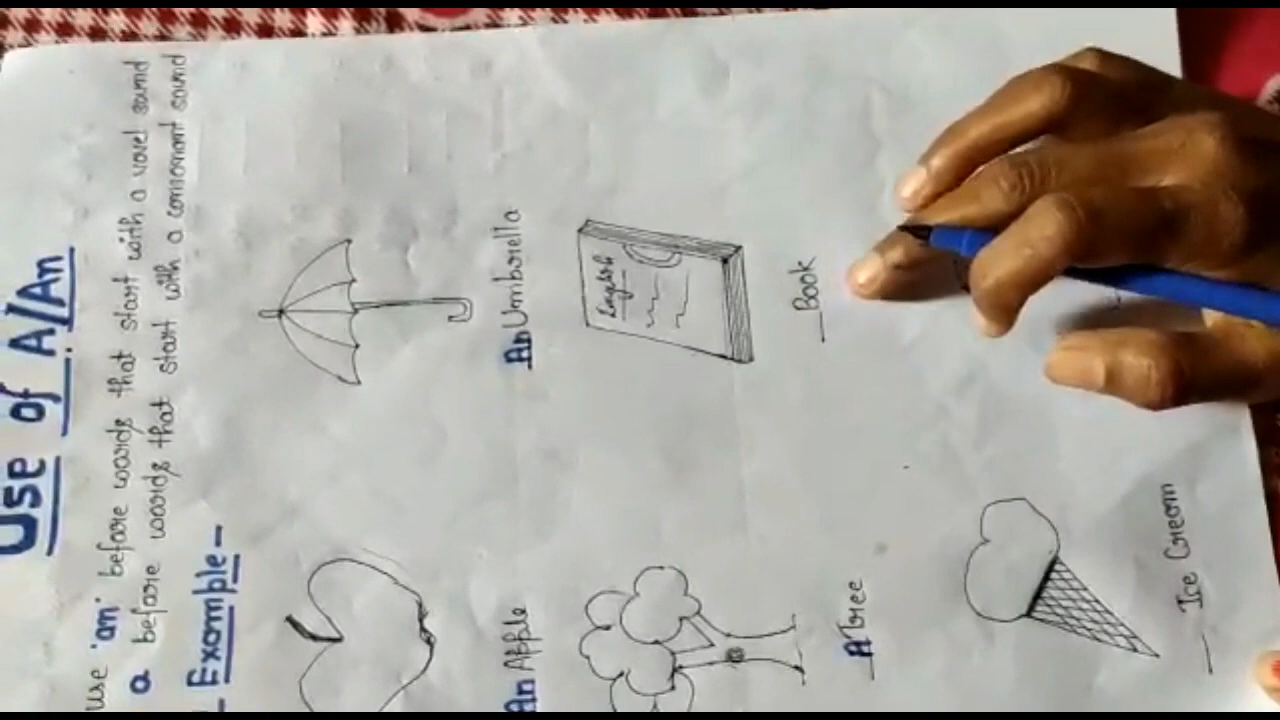 Use of A/An
use 'an' before words that start with a vowel sound
a before words that start with a consonant sound
Example -
An Apple
An Umborella
English
A Tree
_ Book
_ Ice Cream